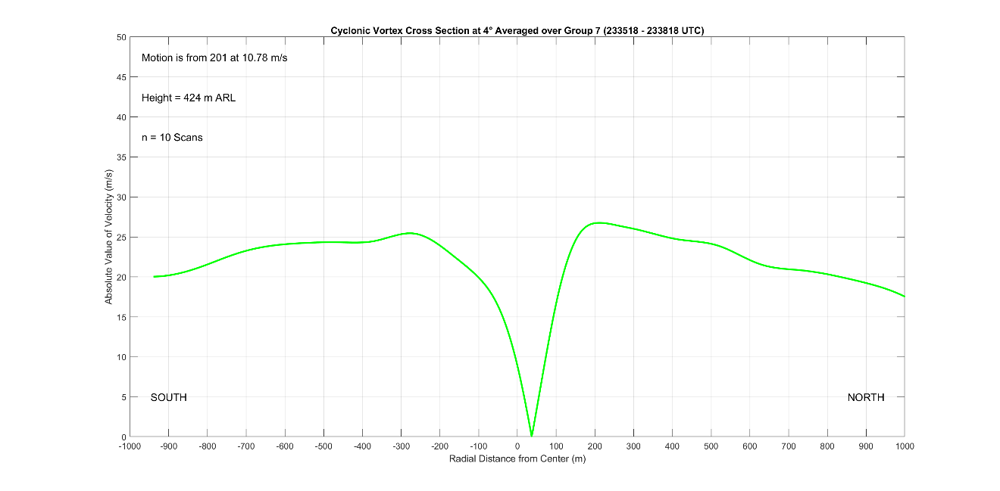 Cyclonic Vortex Cross Section at 4° Averaged over Group 7 (233518 - 233818 UTC)
50
45
40
35
30
25
20
15
10
5
0
Absolute Value of Velocity (m/s)
Motion is from 201 at 10.78 m/s
Height = 424 m ARL
n = 10 Scans
SOUTH
NORTH
-1000 -900 -800 -700 -600 -500 -400 -300 -200 -100 0 100 200 300 400 500 600 700 800 900 1000
Radial Distance from Center (m)